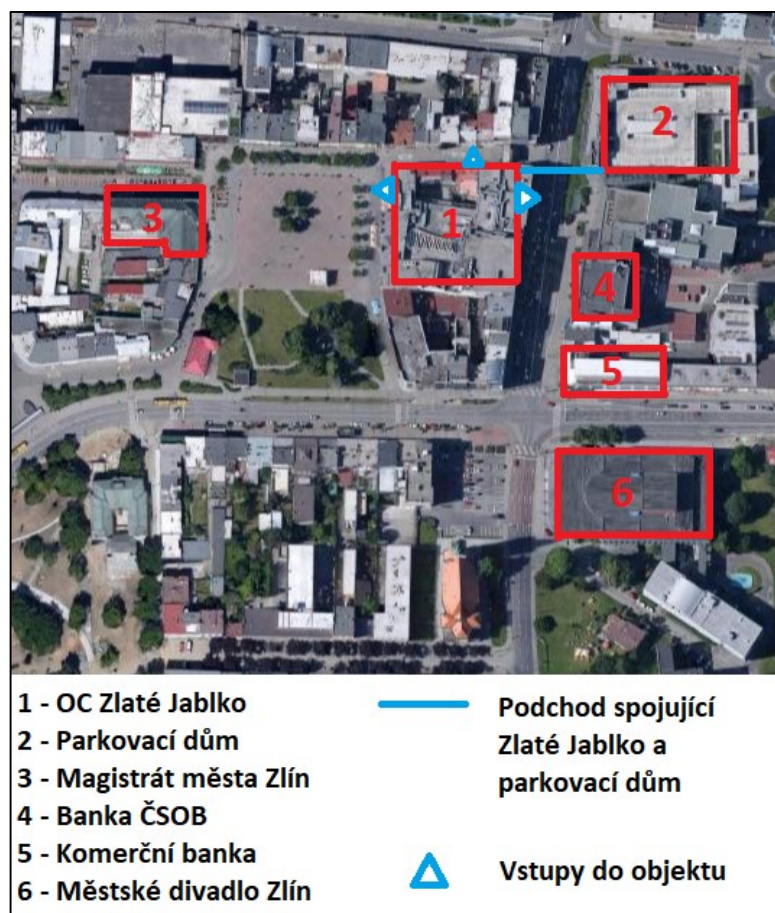 2
3
1
4
5
6
1 - OC Zlaté Jablko
2 - Parkovací dům
3 - Magistrát města Zlín
4 - Banka ČSOB
5 - Komerční banka
6 - Městské divadlo Zlín
Podchod spojující
Zlaté Jablko a
parkovací dům
Vstupy do objektu